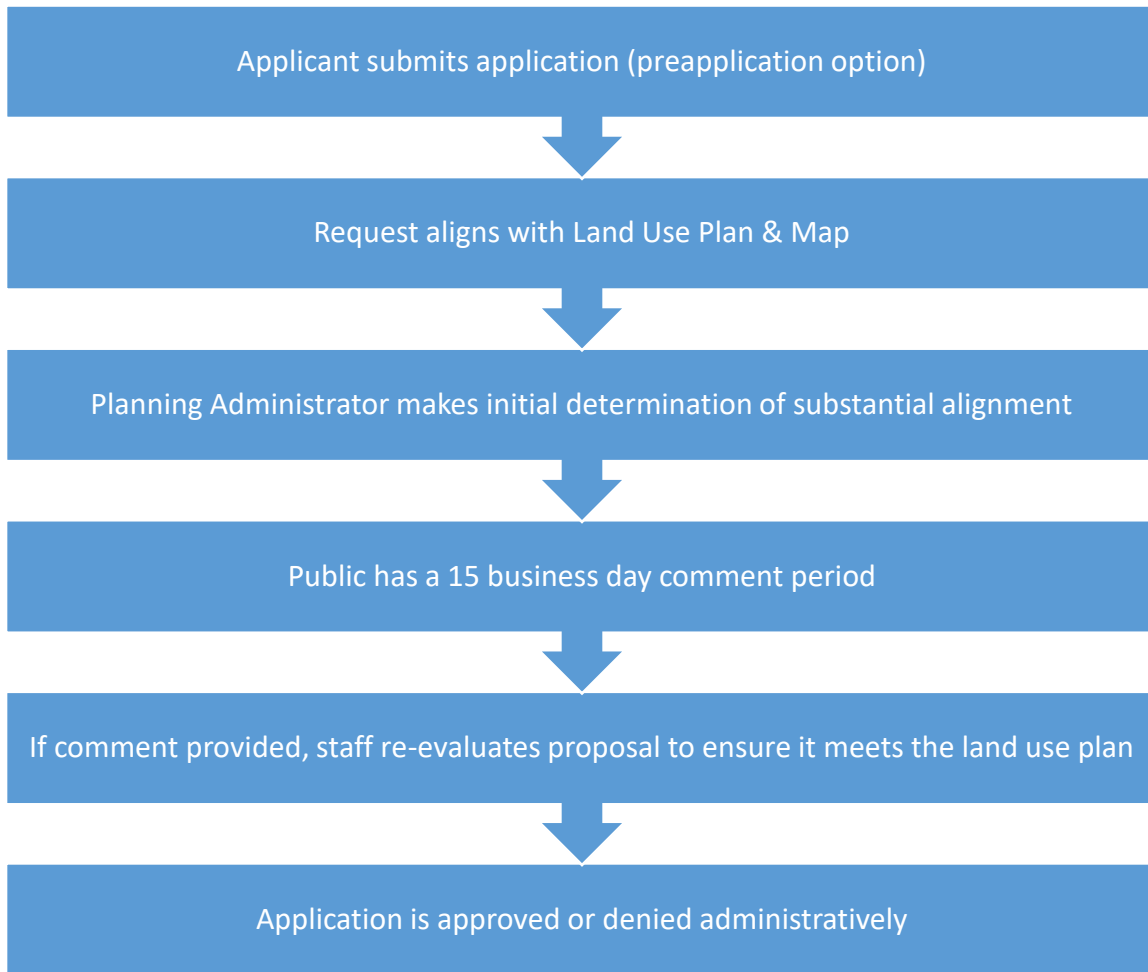 Applicant submits application (preapplication option)
Request aligns with Land Use Plan & Map
Planning Administrator makes initial determination of substantial alignment
Public has a 15 business day comment period
If comment provided, staff re-evaluates proposal to ensure it meets the land use plan
Application is approved or denied administratively